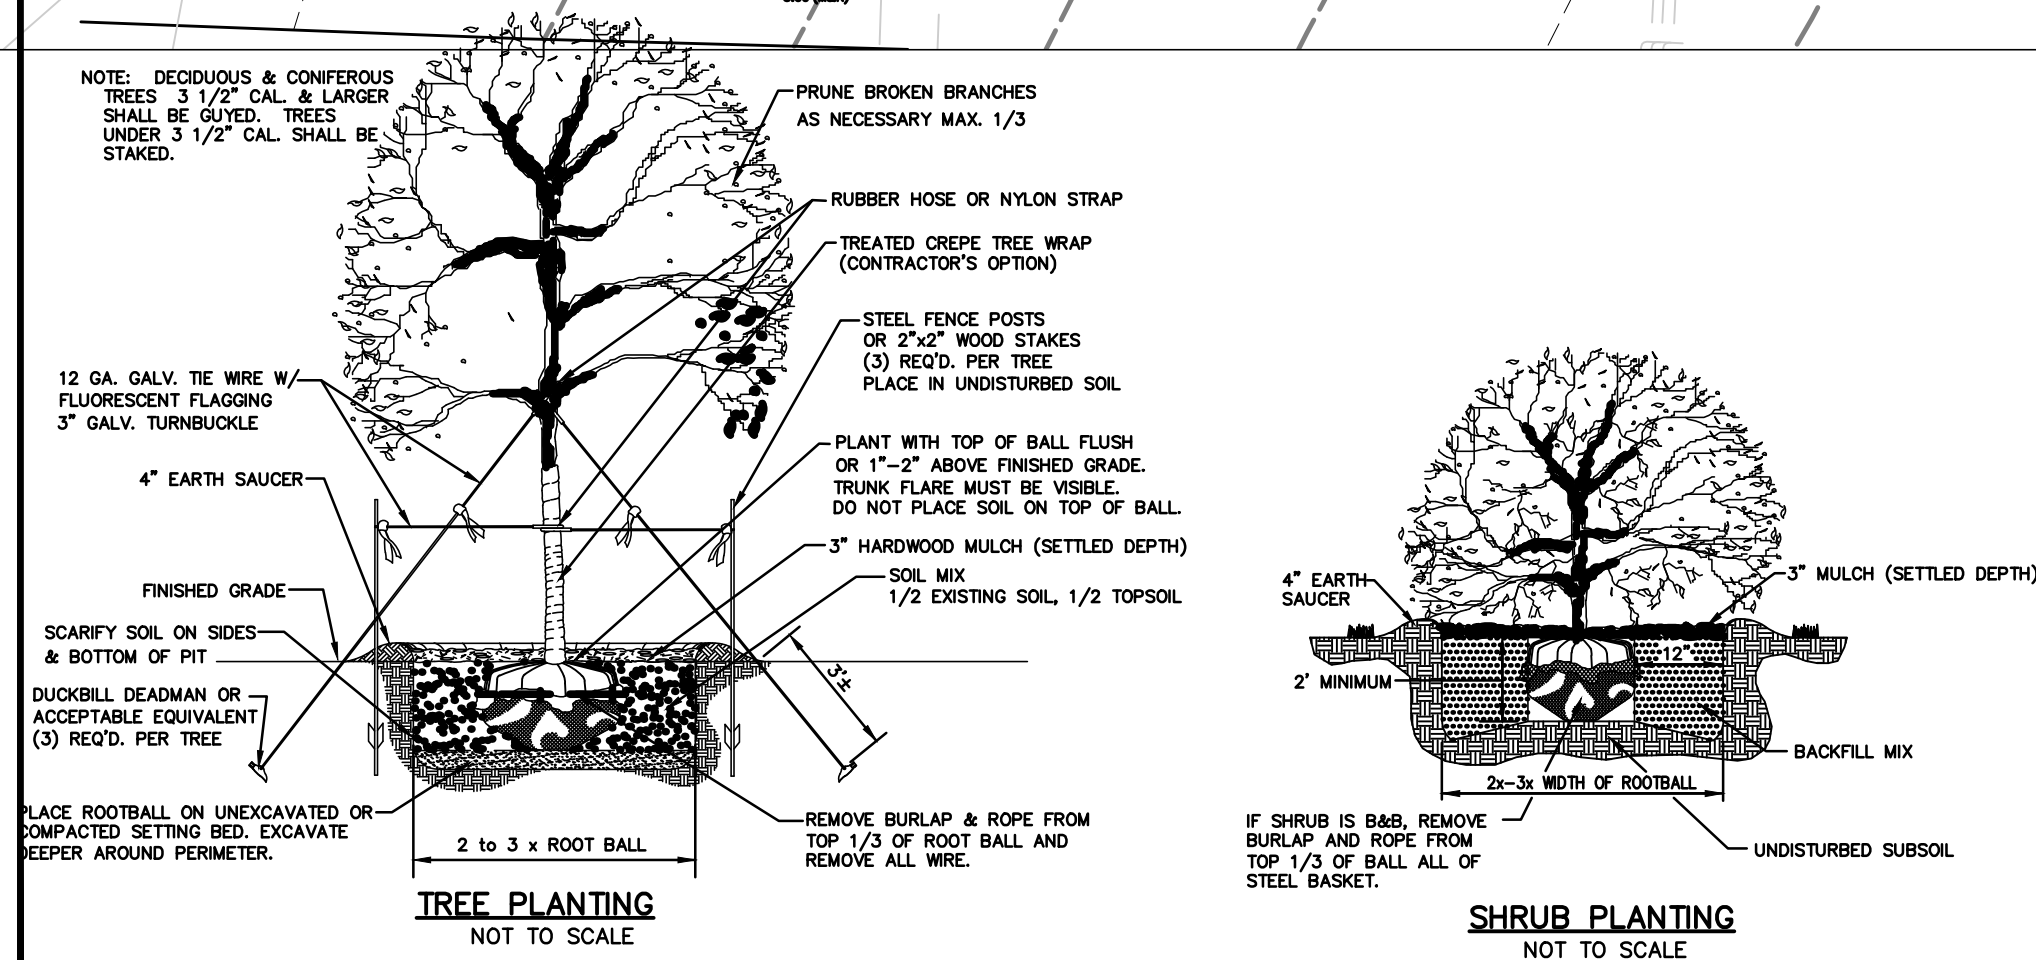 NOTE: DECIDUOUS & CONIFEROUS
TREES 3 1/2" CAL. & LARGER
SHALL BE GUYED. TREES
UNDER 3 1/2" CAL. SHALL BE
STAKED.
PRUNE BROKEN BRANCHES
AS NECESSARY MAX. 1/3
RUBBER HOSE OR NYLON STRAP
TREATED CREPE TREE WRAP
(CONTRACTOR'S OPTION)
STEEL FENCE POSTS
OR 2"x2" WOOD STAKES
(3) REQ'D. PER TREE
PLACE IN UNDISTURBED SOIL
12 GA. GALV. TIE WIRE W/
FLUORESCENT FLAGGING
3" GALV. TURNBUCKLE
PLANT WITH TOP OF BALL FLUSH
OR 1"-2" ABOVE FINISHED GRADE.
TRUNK FLARE MUST BE VISIBLE.
DO NOT PLACE SOIL ON TOP OF BALL.
4" EARTH SAUCER
3" HARDWOOD MULCH (SETTLED DEPTH)
SOIL MIX
1/2 EXISTING SOIL, 1/2 TOPSOIL
FINISHED GRADE
SCARIFY SOIL ON SIDES
& BOTTOM OF PIT
3'±
DUCKBILL DEADMAN OR
ACCEPTABLE EQUIVALENT
(3) REQ'D. PER TREE
PLACE ROOTBALL ON UNEXCAVATED OR
COMPACTED SETTING BED. EXCAVATE
DEEPER AROUND PERIMETER.
2 to 3 x ROOT BALL
REMOVE BURLAP & ROPE FROM
TOP 1/3 OF ROOT BALL AND
REMOVE ALL WIRE.
TREE PLANTING
NOT TO SCALE
4" EARTH
SAUCER
3" MULCH (SETTLED DEPTH)
12"
2' MINIMUM
BACKFILL MIX
2x-3x WIDTH OF ROOTBALL
IF SHRUB IS B&B, REMOVE
BURLAP AND ROPE FROM
TOP 1/3 OF BALL ALL OF
STEEL BASKET.
UNDISTURBED SUBSOIL
SHRUB PLANTING
NOT TO SCALE